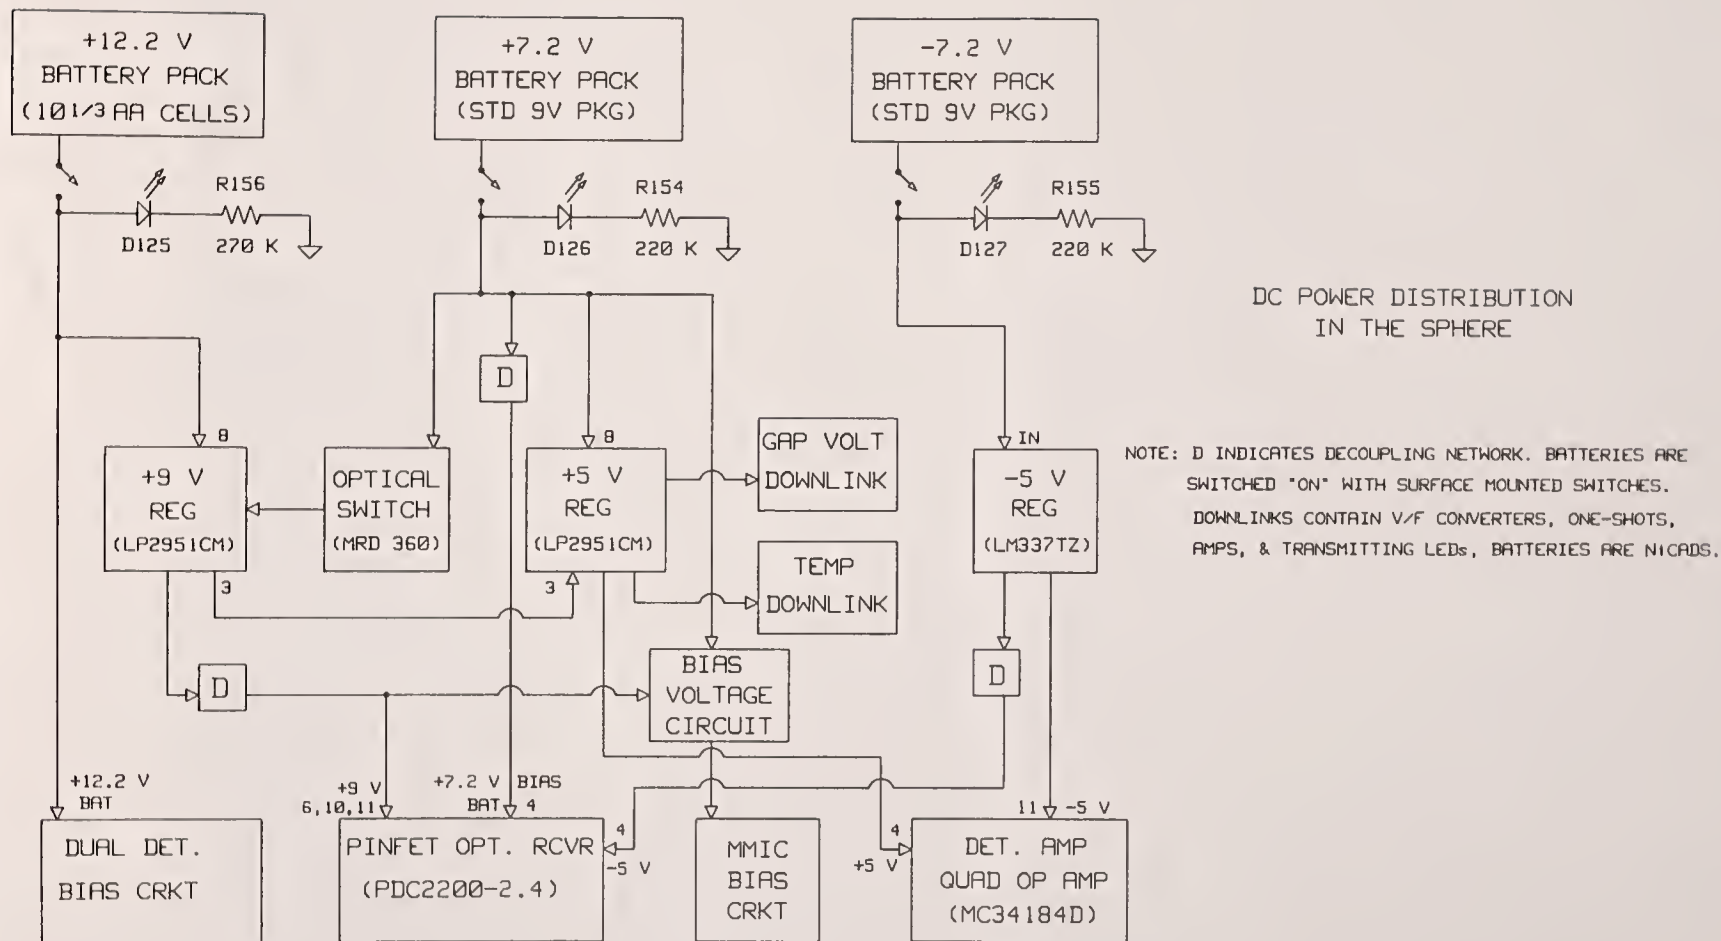 +12.2 V
BATTERY PACK
(10 1/3 AA CELLS)
+7.2 V
BATTERY PACK
(STD 9V PKG)
-7.2 V
BATTERY PACK
(STD 9V PKG)
R156
D125
270 K
R154
D126
220 K
R155
D127
220 K
DC POWER DISTRIBUTION
IN THE SPHERE
D
8
+9 V
REG
(LP2951CM)
3
OPTICAL
SWITCH
(MRD 360)
8
+5 V
REG
(LP2951CM)
3
GAP VOLT
DOWNLINK
TEMP
DOWNLINK
IN
-5 V
REG
(LM337TZ)
NOTE: D INDICATES DECOUPLING NETWORK. BATTERIES ARE
SWITCHED "ON" WITH SURFACE MOUNTED SWITCHES.
DOWNLINKS CONTAIN V/F CONVERTERS, ONE-SHOTS,
AMPS, & TRANSMITTING LEDs, BATTERIES ARE NICADS.
D
BIAS
VOLTAGE
CIRCUIT
D
+12.2 V
BAT
+9 V
6,10,11
+7.2 V BIAS
BAT 4
11 -5 V
DUAL DET.
BIAS CRKT
PINFET OPT. RCVR
(PDC2200-2.4)
4
-5 V
MMIC
BIAS
CRKT
4
+5 V
DET. AMP
QUAD OP AMP
(MC34184D)